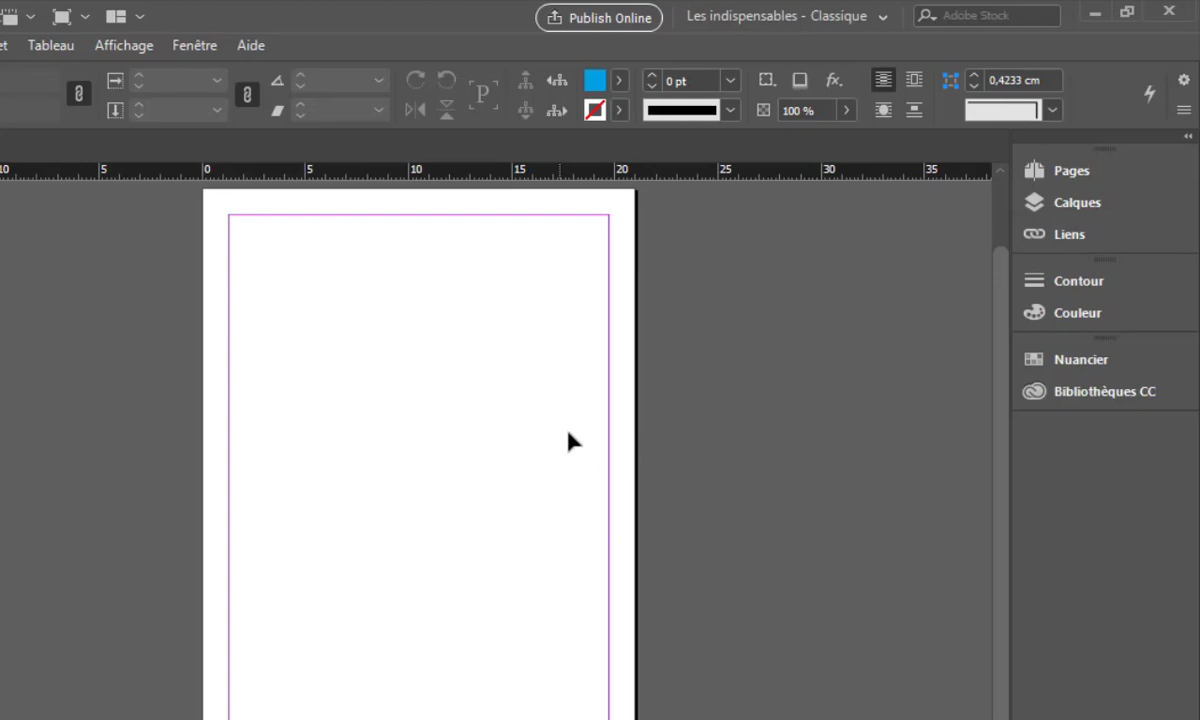 Publish Online
Les indispensables - Classique
Adobe Stock
et Tableau Affichage Fenêtre Aide
0 pt
0,4233 cm
P
fx.
100 %
10 5 0 5 10 15 20 25 30 35
Pages
Calques
Liens
Contour
Couleur
Nuancier
Bibliothèques CC